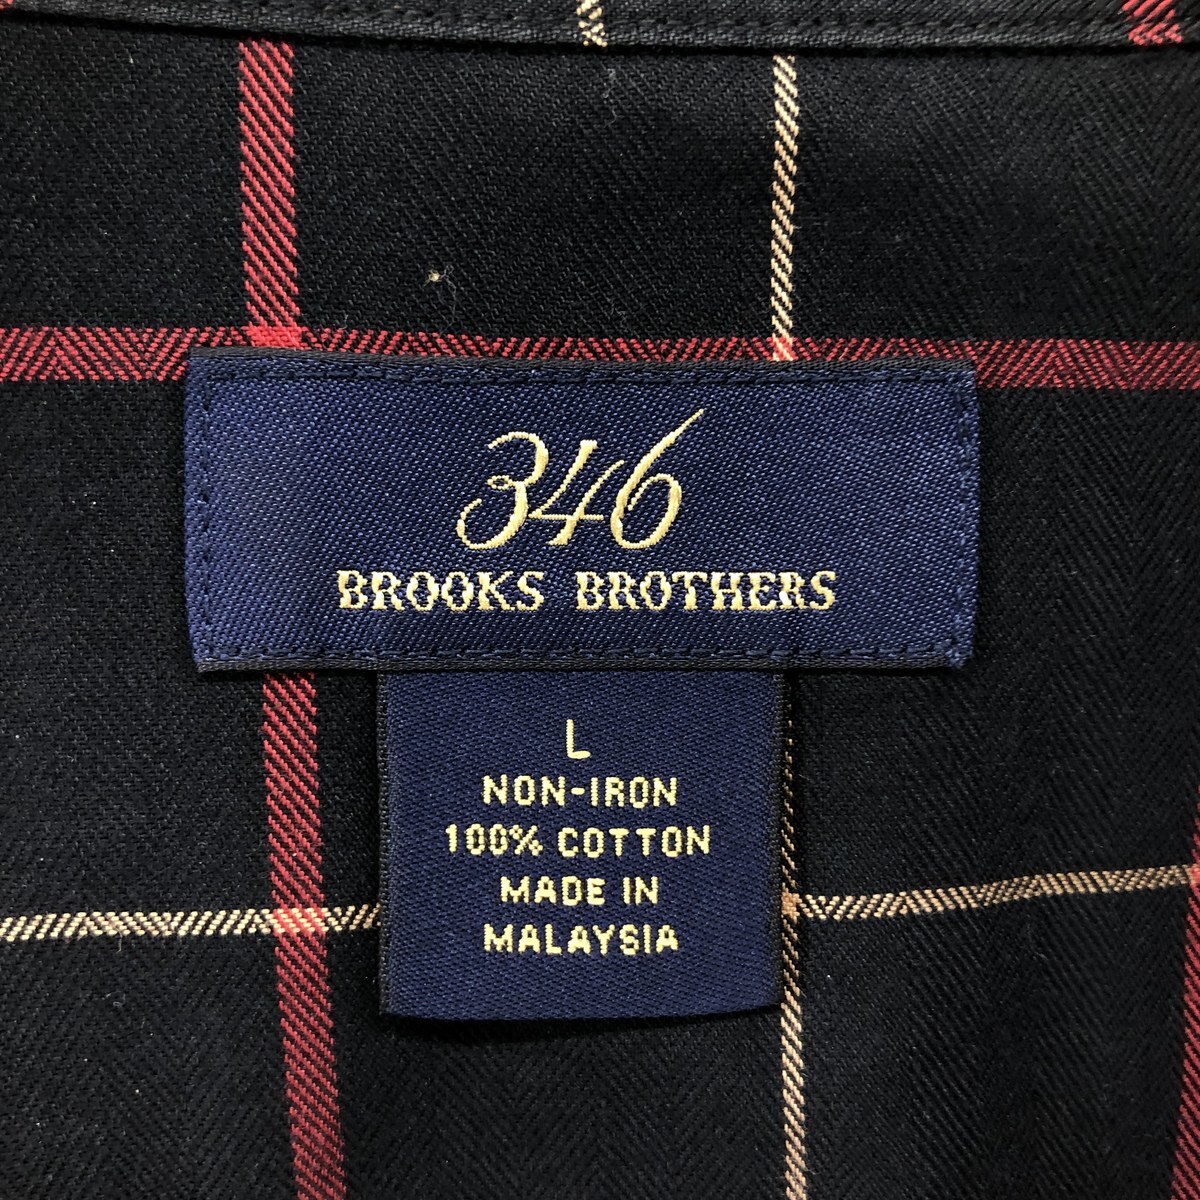 346
BROOKS BROTHERS
L
NON-IRON
100% COTTON
MADE IN
MALAYSIA